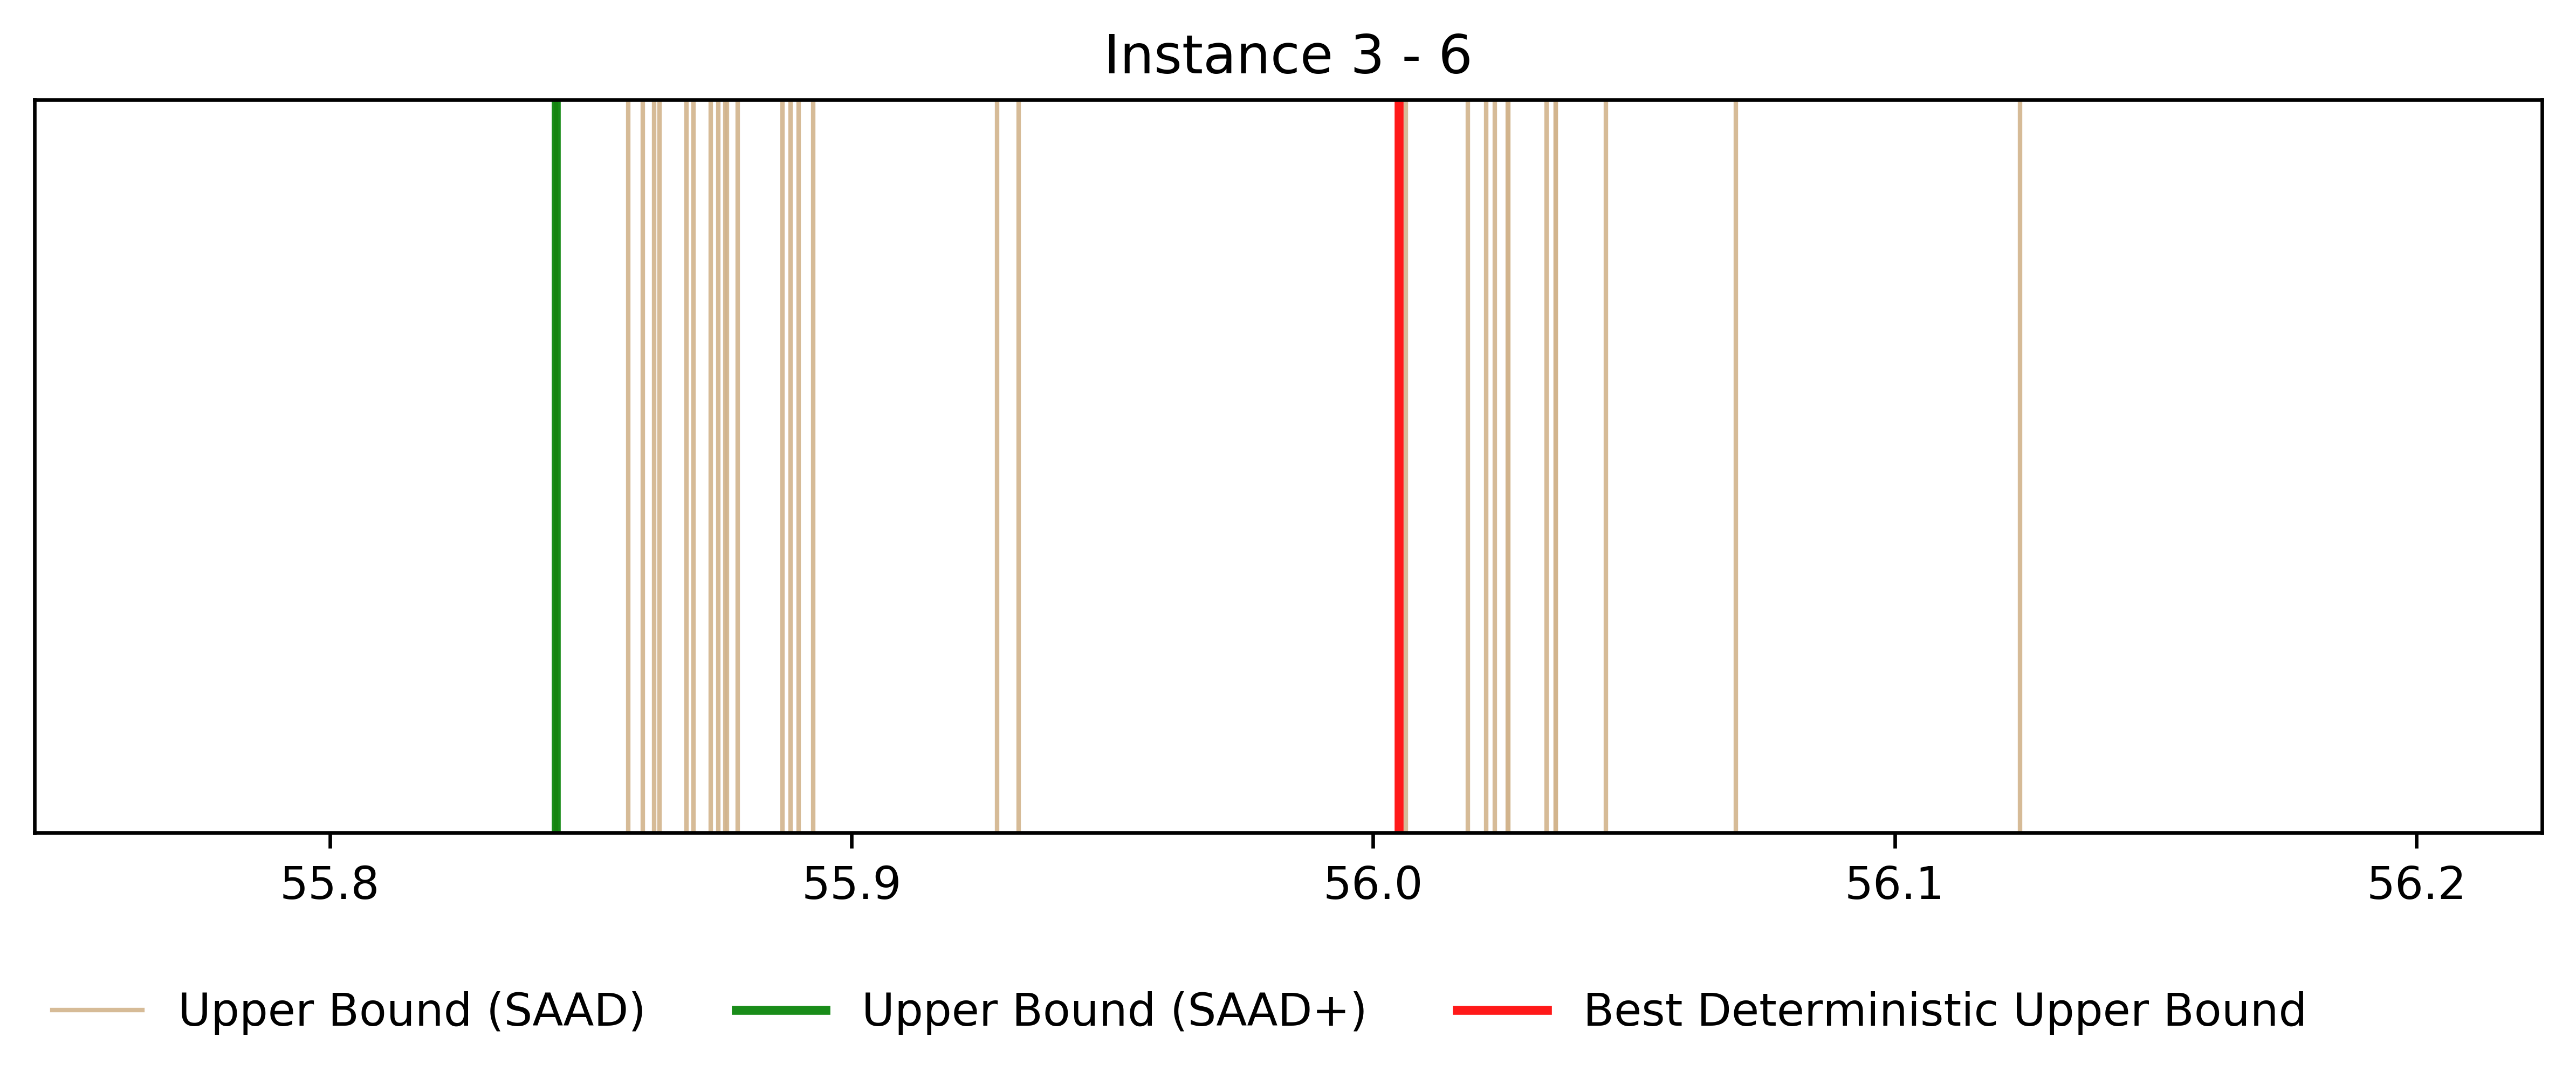 Instance 3 - 6
55.8 55.9 56.0 56.1 56.2
Upper Bound (SAAD) Upper Bound (SAAD+) Best Deterministic Upper Bound